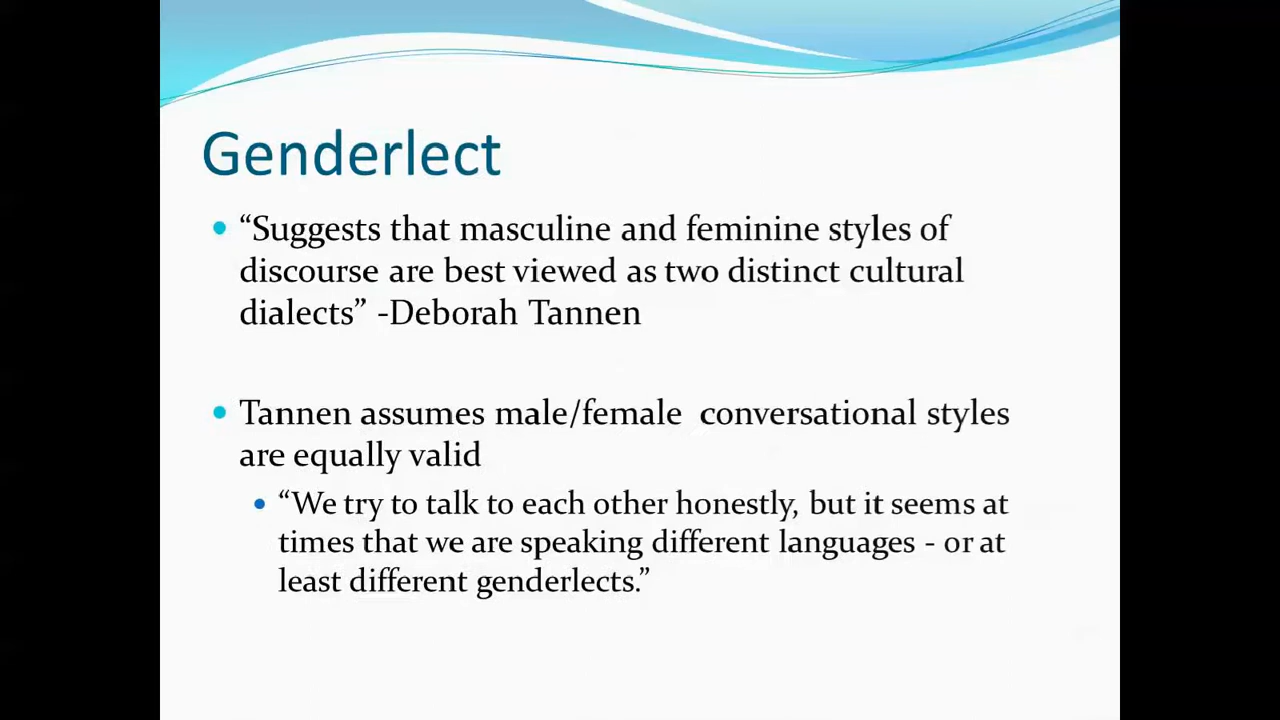 Genderlect
“Suggests that masculine and feminine styles of
discourse are best viewed as two distinct cultural
dialects” -Deborah Tannen
Tannen assumes male/female conversational styles
are equally valid
“We try to talk to each other honestly, but it seems at
times that we are speaking different languages - or at
least different genderlects.”